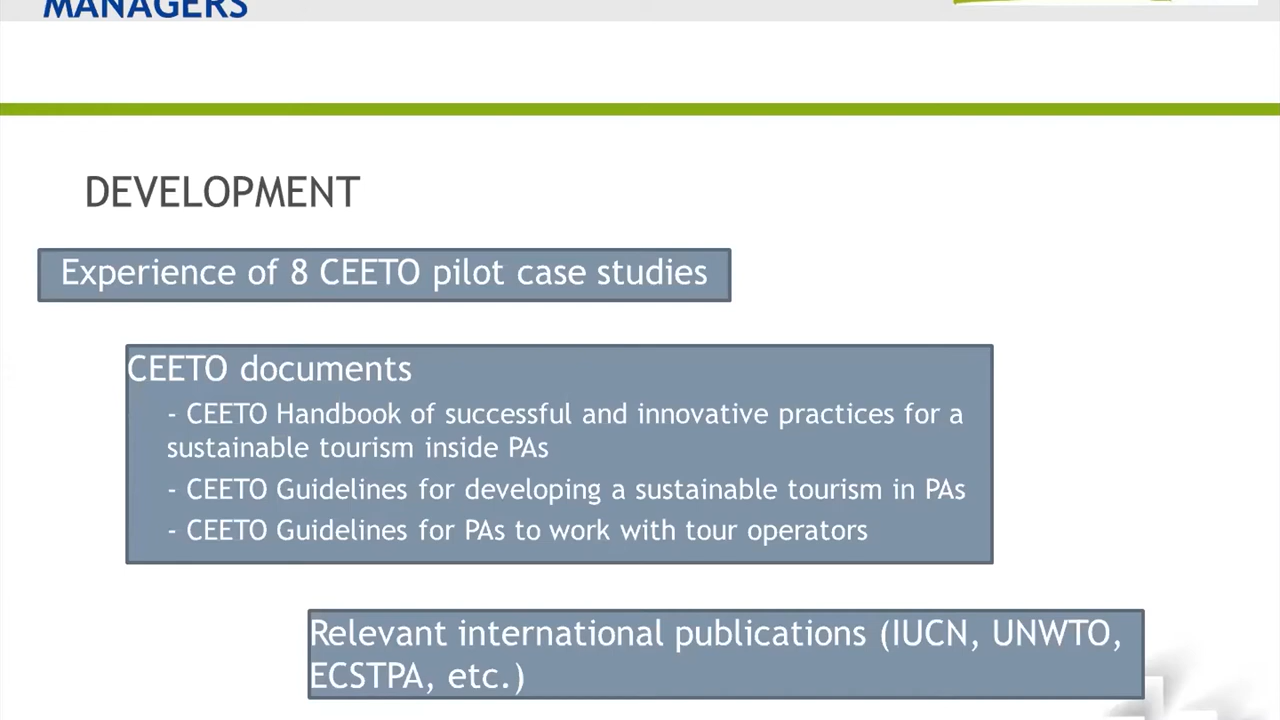 MANAGERS
DEVELOPMENT
Experience of 8 CEETO pilot case studies
CEETO documents
- CEETO Handbook of successful and innovative practices for a
sustainable tourism inside PAs
- CEETO Guidelines for developing a sustainable tourism in PAs
- CEETO Guidelines for PAs to work with tour operators
Relevant international publications (IUCN, UNWTO,
ECSTPA, etc.)